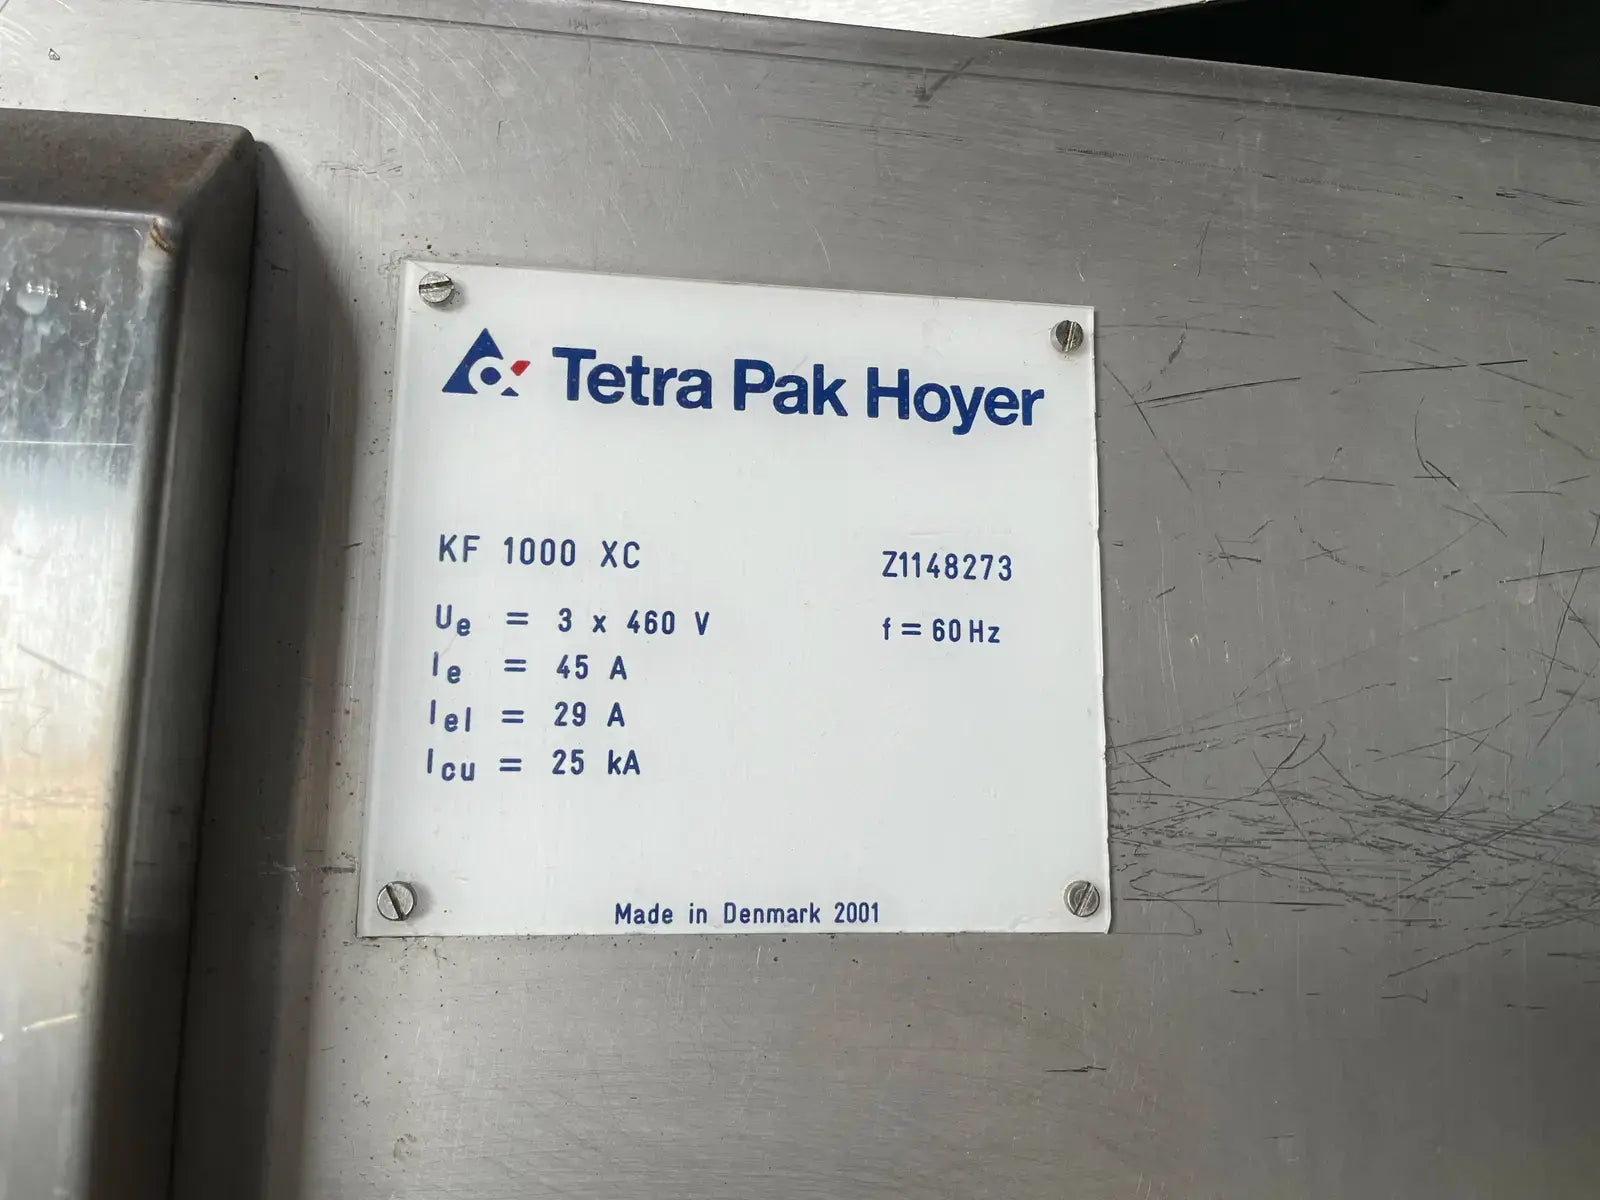 Tetra Pak Hoyer
KF 1000 XC Z1148273
Ue = 3 x 460 V f = 60 Hz
Ie = 45 A
Iel = 29 A
Icu = 25 kA
Made in Denmark 2001